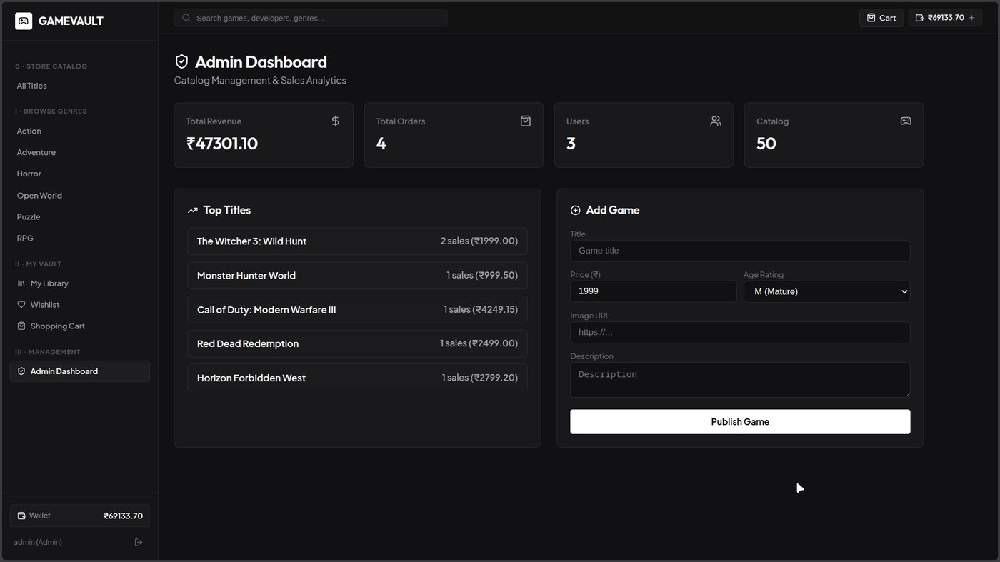 GAMEVAULT
Search games, developers, genres...
Cart
₹69133.70 +
0 · STORE CATALOG
All Titles
I · BROWSE GENRES
Action
Adventure
Horror
Open World
Puzzle
RPG
II · MY VAULT
My Library
Wishlist
Shopping Cart
III · MANAGEMENT
Admin Dashboard
Wallet ₹69133.70
admin (Admin)
Admin Dashboard
Catalog Management & Sales Analytics
Total Revenue
₹47301.10
Total Orders
4
Users
3
Catalog
50
Top Titles
The Witcher 3: Wild Hunt 2 sales (₹1999.00)
Monster Hunter World 1 sales (₹999.50)
Call of Duty: Modern Warfare III 1 sales (₹4249.15)
Red Dead Redemption 1 sales (₹2499.00)
Horizon Forbidden West 1 sales (₹2799.20)
Add Game
Title
Game title
Price (₹) Age Rating
1999 M (Mature)
Image URL
https://...
Description
Description
Publish Game